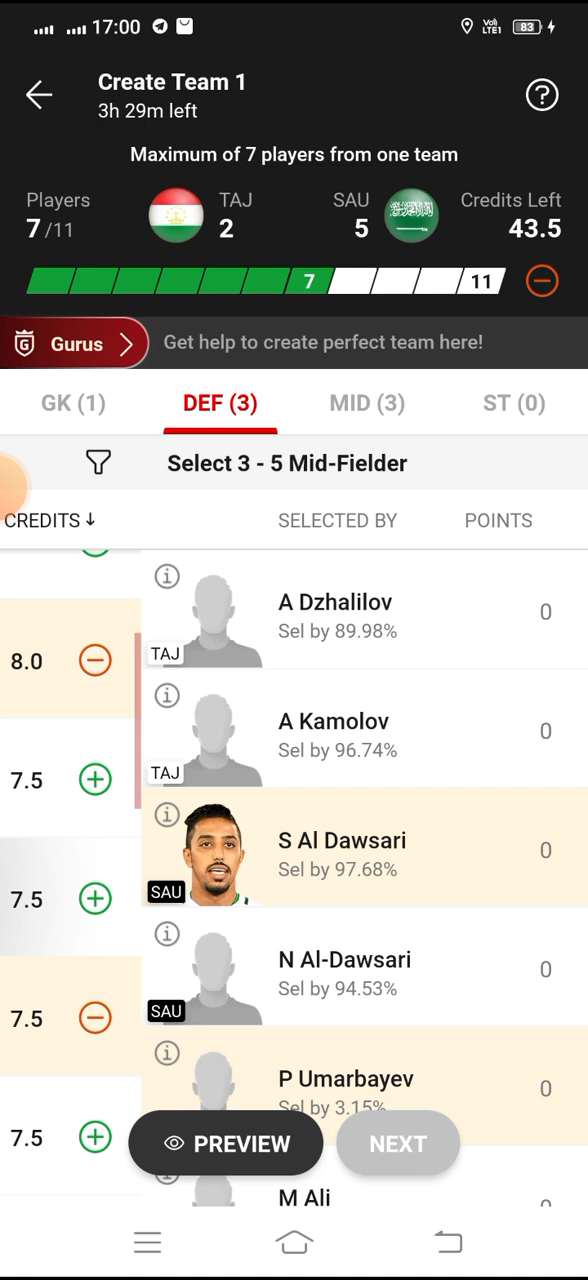 17:00
VoLTE1
83
Create Team 1
3h 29m left
?
Maximum of 7 players from one team
Players
7 /11
TAJ
2
SAU
5
Credits Left
43.5
7
11
G Gurus
Get help to create perfect team here!
GK (1)
DEF (3)
MID (3)
ST (0)
Select 3 - 5 Mid-Fielder
CREDITS
SELECTED BY
POINTS
A Dzhalilov
Sel by 89.98%
0
TAJ
8.0
A Kamolov
Sel by 96.74%
0
TAJ
7.5
S Al Dawsari
Sel by 97.68%
0
SAU
7.5
N Al-Dawsari
Sel by 94.53%
0
SAU
7.5
P Umarbayev
Sel by 3.15%
0
7.5
PREVIEW
NEXT
M Ali